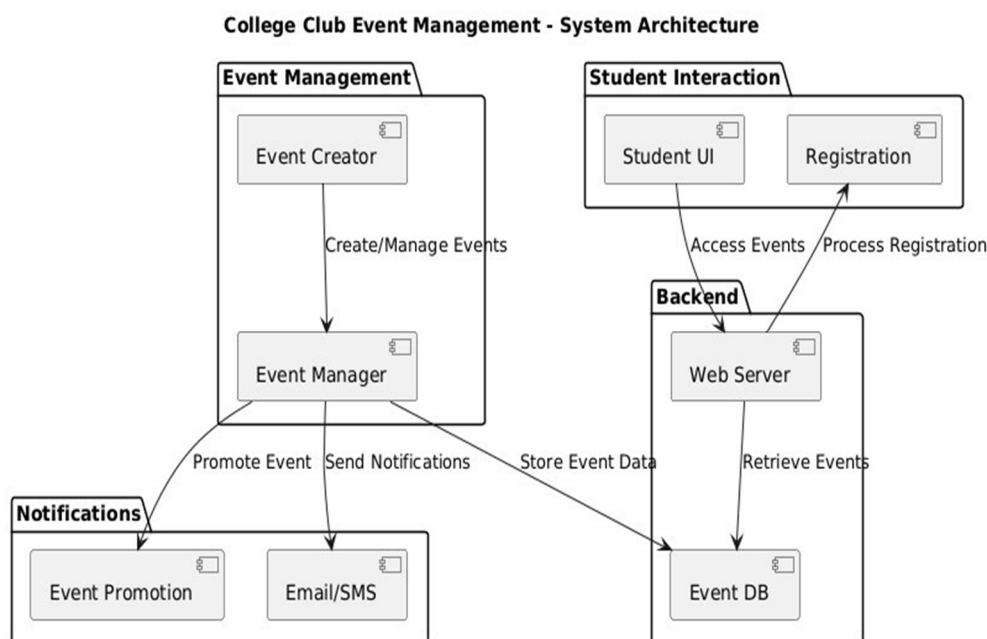 College Club Event Management - System Architecture
Event Management
Student Interaction
Event Creator
Student UI
Registration
Create/Manage Events
Access Events
Process Registration
Backend
Event Manager
Web Server
Promote Event
Send Notifications
Store Event Data
Retrieve Events
Notifications
Event Promotion
Email/SMS
Event DB